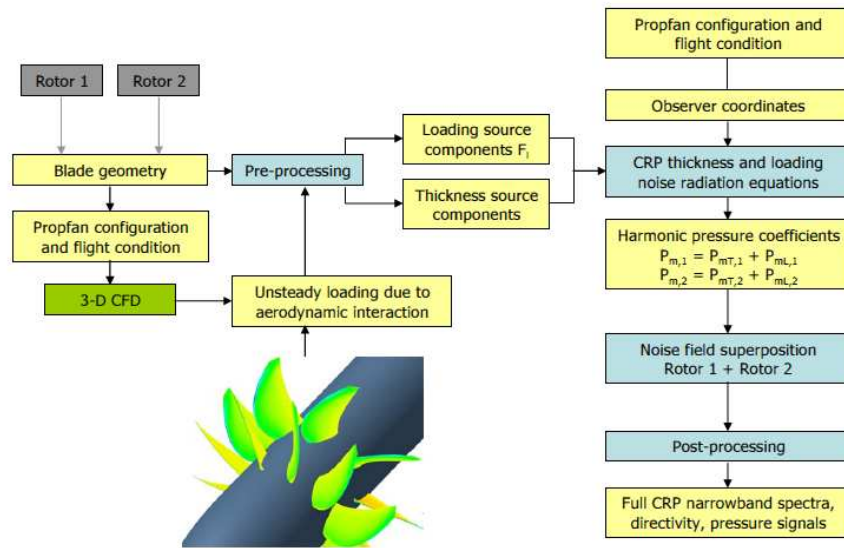 Rotor 1
Rotor 2
Blade geometry
Propfan configuration
and flight condition
3-D CFD
Pre-processing
Unsteady loading due to
aerodynamic interaction
Loading source
components Fᵢ
Thickness source
components
Propfan configuration and
flight condition
Observer coordinates
CRP thickness and loading
noise radiation equations
Harmonic pressure coefficients
Pm,1 = PmT,1 + PmL,1
Pm,2 = PmT,2 + PmL,2
Noise field superposition
Rotor 1 + Rotor 2
Post-processing
Full CRP narrowband spectra,
directivity, pressure signals